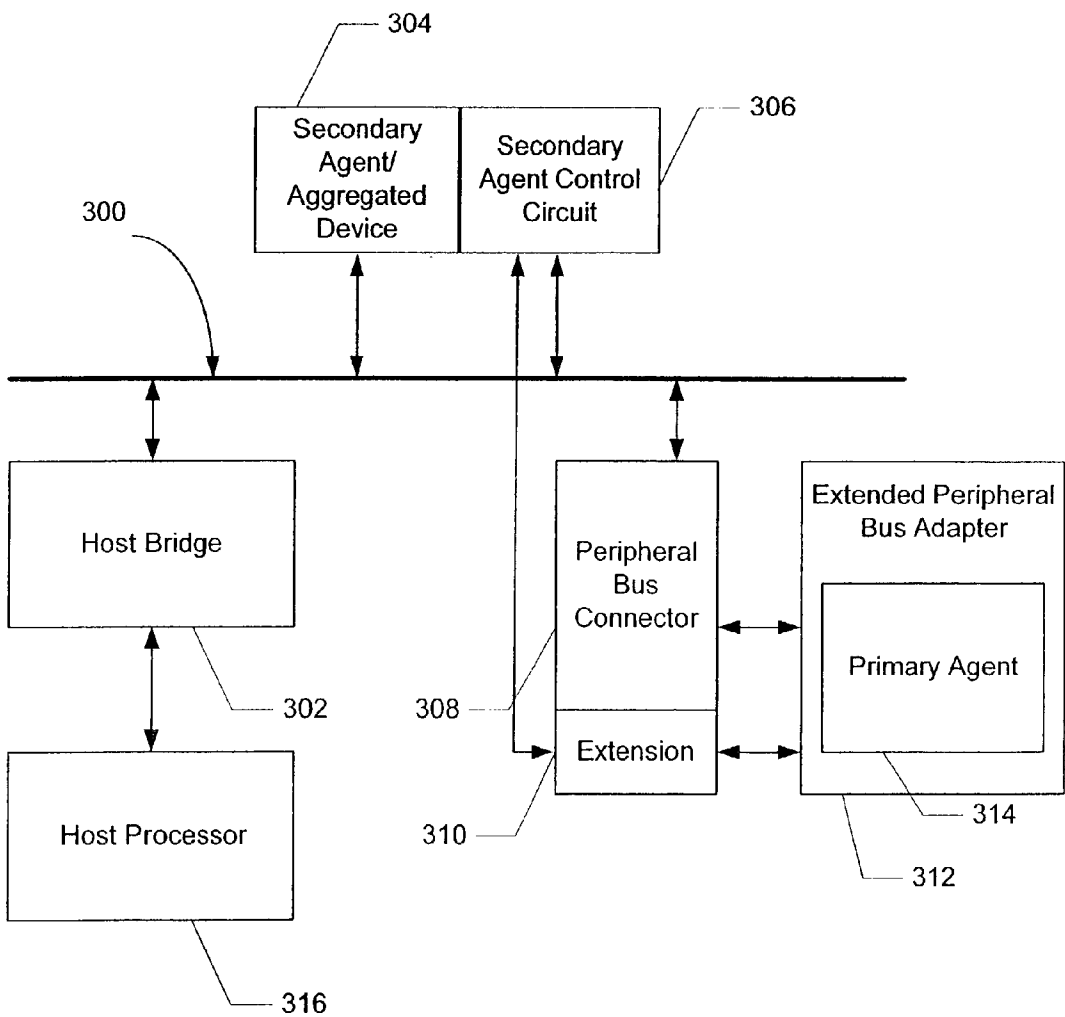 304
306
Secondary
Agent/
Aggregated
Device
Secondary
Agent Control
Circuit
300
Host Bridge
Peripheral
Bus
Connector
Extended Peripheral
Bus Adapter
Primary Agent
302
308
Extension
310
314
312
Host Processor
316